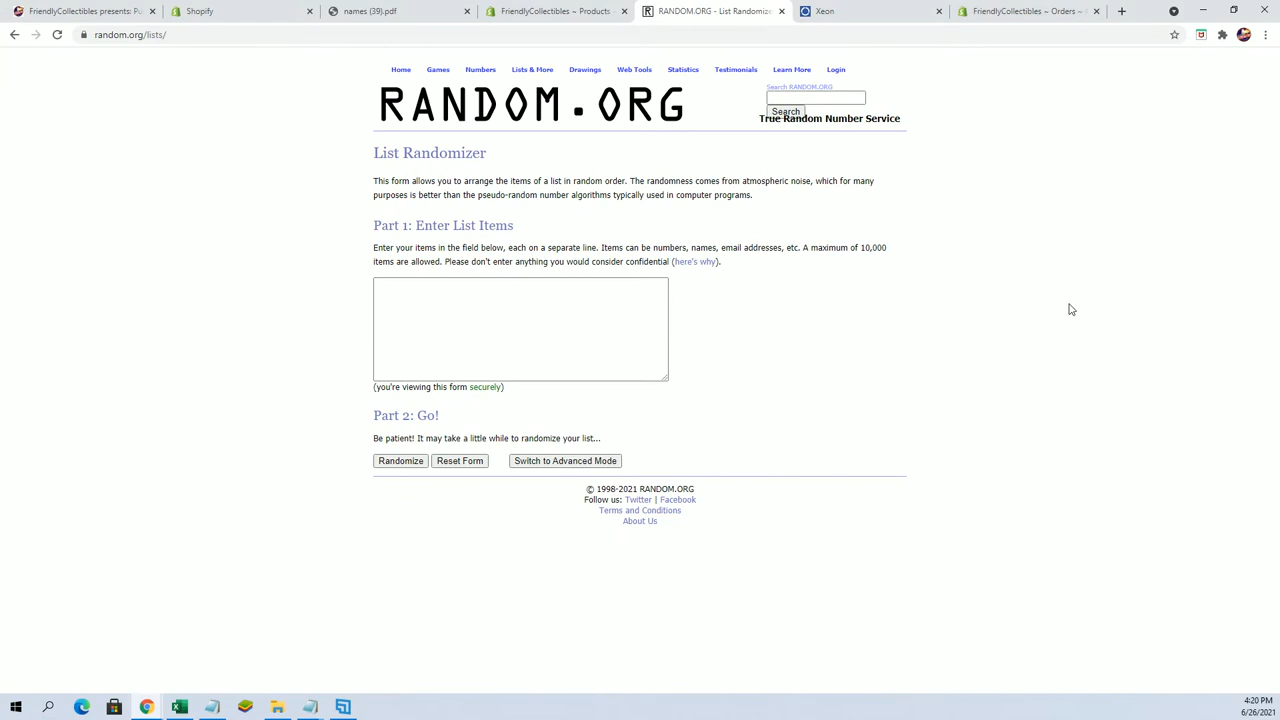 FriendlyCollectibles presents: Pu
Shopify
names (39).pdf
FriendlyCollectibles ~ Products ~
RANDOM.ORG - List Randomizer
Xeon
FriendlyCollectibles ~ Orders ~
random.org/lists/
Home Games Numbers Lists & More Drawings Web Tools Statistics Testimonials Learn More Login
Search RANDOM.ORG
RANDOM.ORG
Search
True Random Number Service
List Randomizer
This form allows you to arrange the items of a list in random order. The randomness comes from atmospheric noise, which for many
purposes is better than the pseudo-random number algorithms typically used in computer programs.
Part 1: Enter List Items
Enter your items in the field below, each on a separate line. Items can be numbers, names, email addresses, etc. A maximum of 10,000
items are allowed. Please don't enter anything you would consider confidential (here's why).
(you're viewing this form securely)
Part 2: Go!
Be patient! It may take a little while to randomize your list...
Randomize Reset Form Switch to Advanced Mode
© 1998-2021 RANDOM.ORG
Follow us: Twitter | Facebook
Terms and Conditions
About Us
4:20 PM
6/26/2021